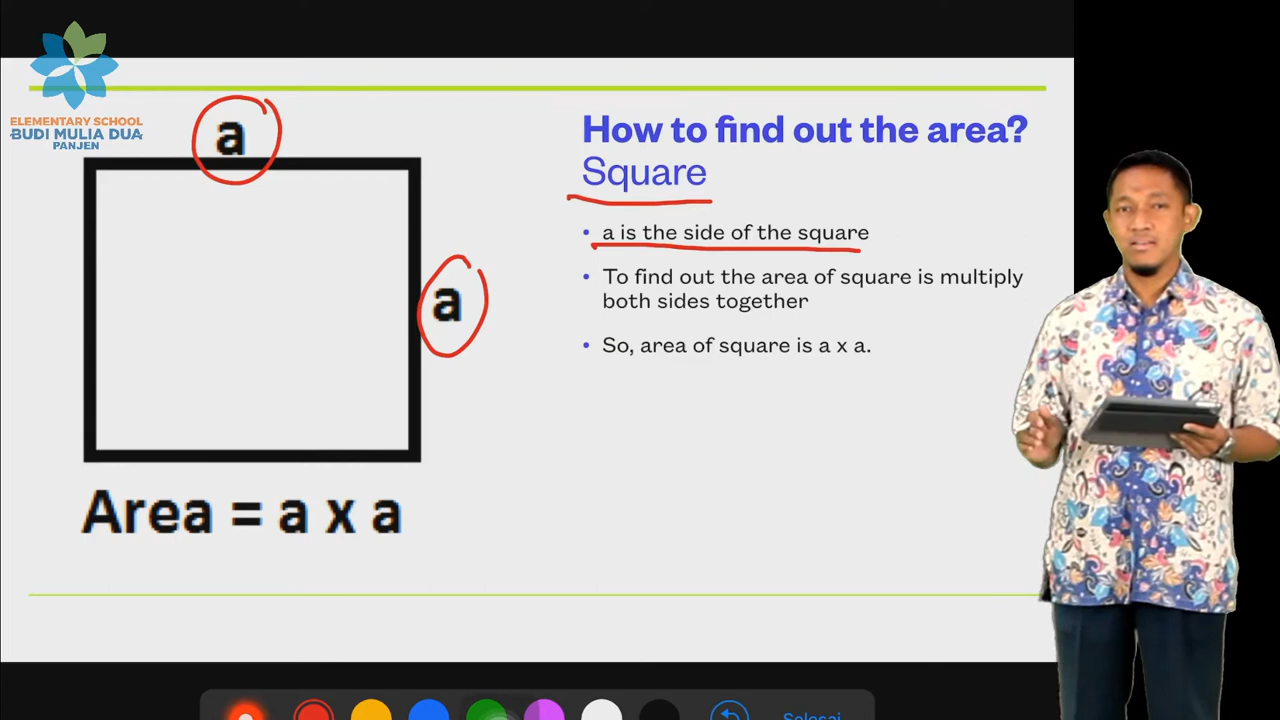 ELEMENTARY SCHOOL
BUDI MULIA DUA
PANJEN
a
a
Area = a x a
How to find out the area?
Square
• a is the side of the square
• To find out the area of square is multiply
both sides together
• So, area of square is a x a.
Selesai